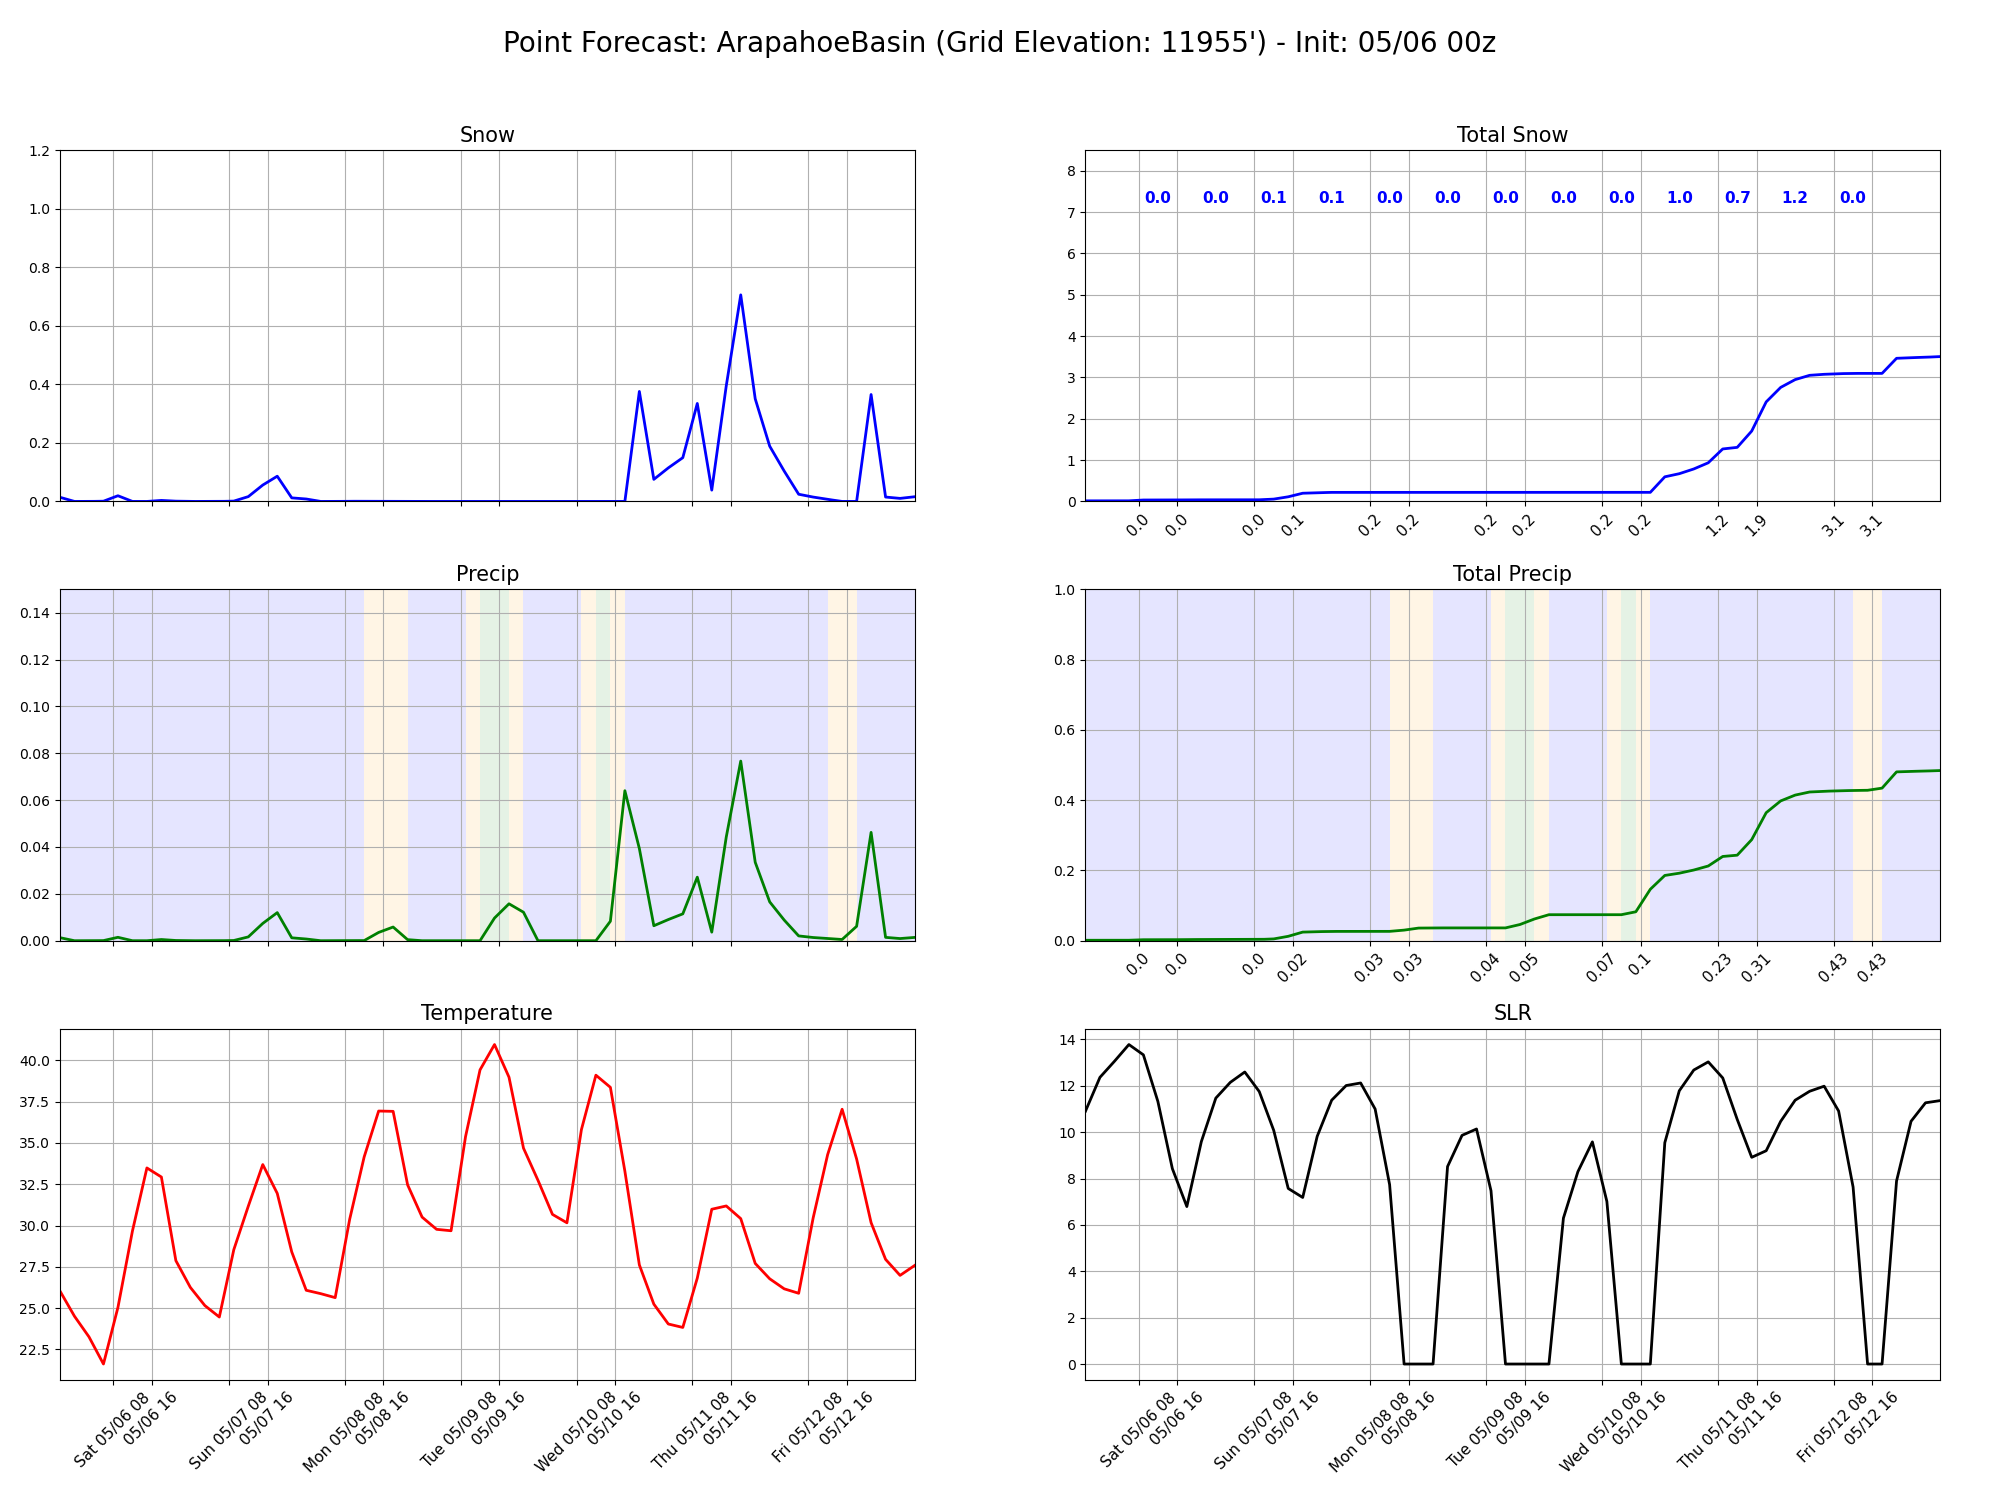 Point Forecast: ArapahoeBasin (Grid Elevation: 11955') - Init: 05/06 00z
Snow
1.2
1.0
0.8
0.6
0.4
0.2
0.0
Total Snow
8
7
6
5
4
3
2
1
0
0.0 0.0 0.1 0.1 0.0 0.0 0.0 0.0 0.0 1.0 0.7 1.2 0.0
0.0 0.0 0.0 0.1 0.2 0.2 0.2 0.2 0.2 0.2 1.2 1.9 3.1 3.1
Precip
0.14
0.12
0.10
0.08
0.06
0.04
0.02
0.00
Total Precip
1.0
0.8
0.6
0.4
0.2
0.0
0.0 0.0 0.0 0.02 0.03 0.03 0.04 0.05 0.07 0.1 0.23 0.31 0.43 0.43
Temperature
40.0
37.5
35.0
32.5
30.0
27.5
25.0
22.5
Sat 05/06 08
05/06 16
Sun 05/07 08
05/07 16
Mon 05/08 08
05/08 16
Tue 05/09 08
05/09 16
Wed 05/10 08
05/10 16
Thu 05/11 08
05/11 16
Fri 05/12 08
05/12 16
SLR
14
12
10
8
6
4
2
0
Sat 05/06 08
05/06 16
Sun 05/07 08
05/07 16
Mon 05/08 08
05/08 16
Tue 05/09 08
05/09 16
Wed 05/10 08
05/10 16
Thu 05/11 08
05/11 16
Fri 05/12 08
05/12 16